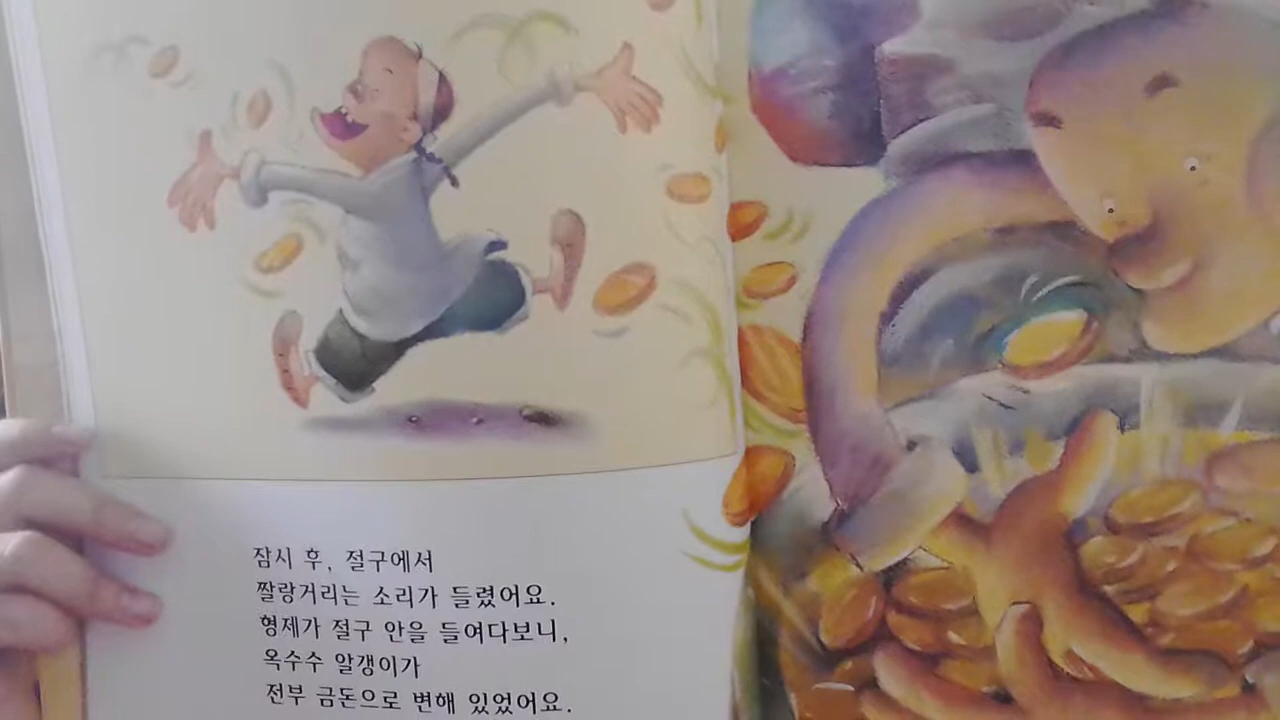 잠시 후, 절구에서
짤랑거리는 소리가 들렸어요.
형제가 절구 안을 들여다보니,
옥수수 알갱이가
전부 금돈으로 변해 있었어요.